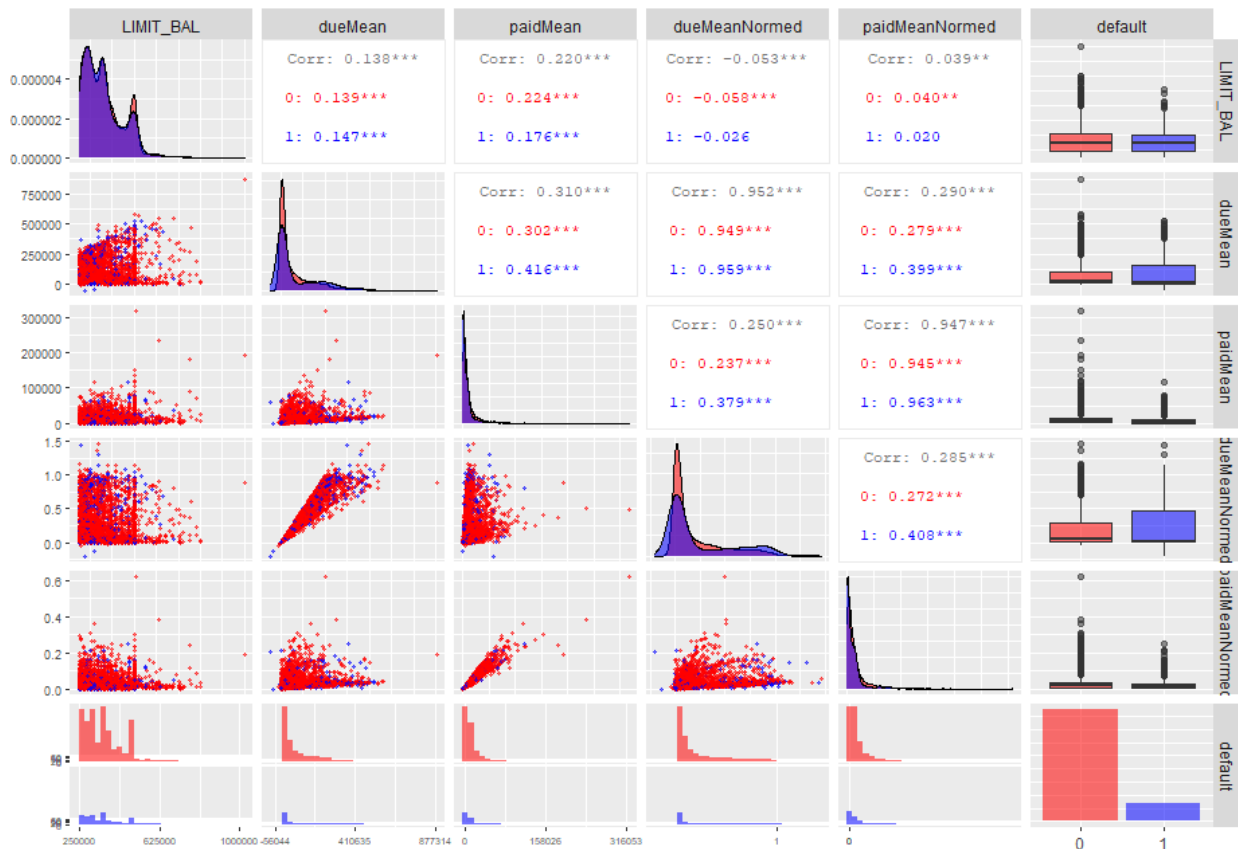 LIMIT_BAL dueMean paidMean dueMeanNormed paidMeanNormed default
0.000004
0.000002
0.000000
Corr: 0.138***
0: 0.139***
1: 0.147***
Corr: 0.220***
0: 0.224***
1: 0.176***
Corr: -0.053***
0: -0.058***
1: -0.026
Corr: 0.039**
0: 0.040**
1: 0.020
LIMIT_BAL
750000
500000
250000
0
Corr: 0.310***
0: 0.302***
1: 0.416***
Corr: 0.952***
0: 0.949***
1: 0.959***
Corr: 0.290***
0: 0.279***
1: 0.399***
dueMean
300000
200000
100000
0
Corr: 0.250***
0: 0.237***
1: 0.379***
Corr: 0.947***
0: 0.945***
1: 0.963***
paidMean
1.5
1.0
0.5
0.0
Corr: 0.285***
0: 0.272***
1: 0.408***
dueMeanNormed
0.6
0.4
0.2
0.0
paidMeanNormed
default
250000 625000 1000000 -56044 410635 877314 0 158026 316053 1 0 0 1